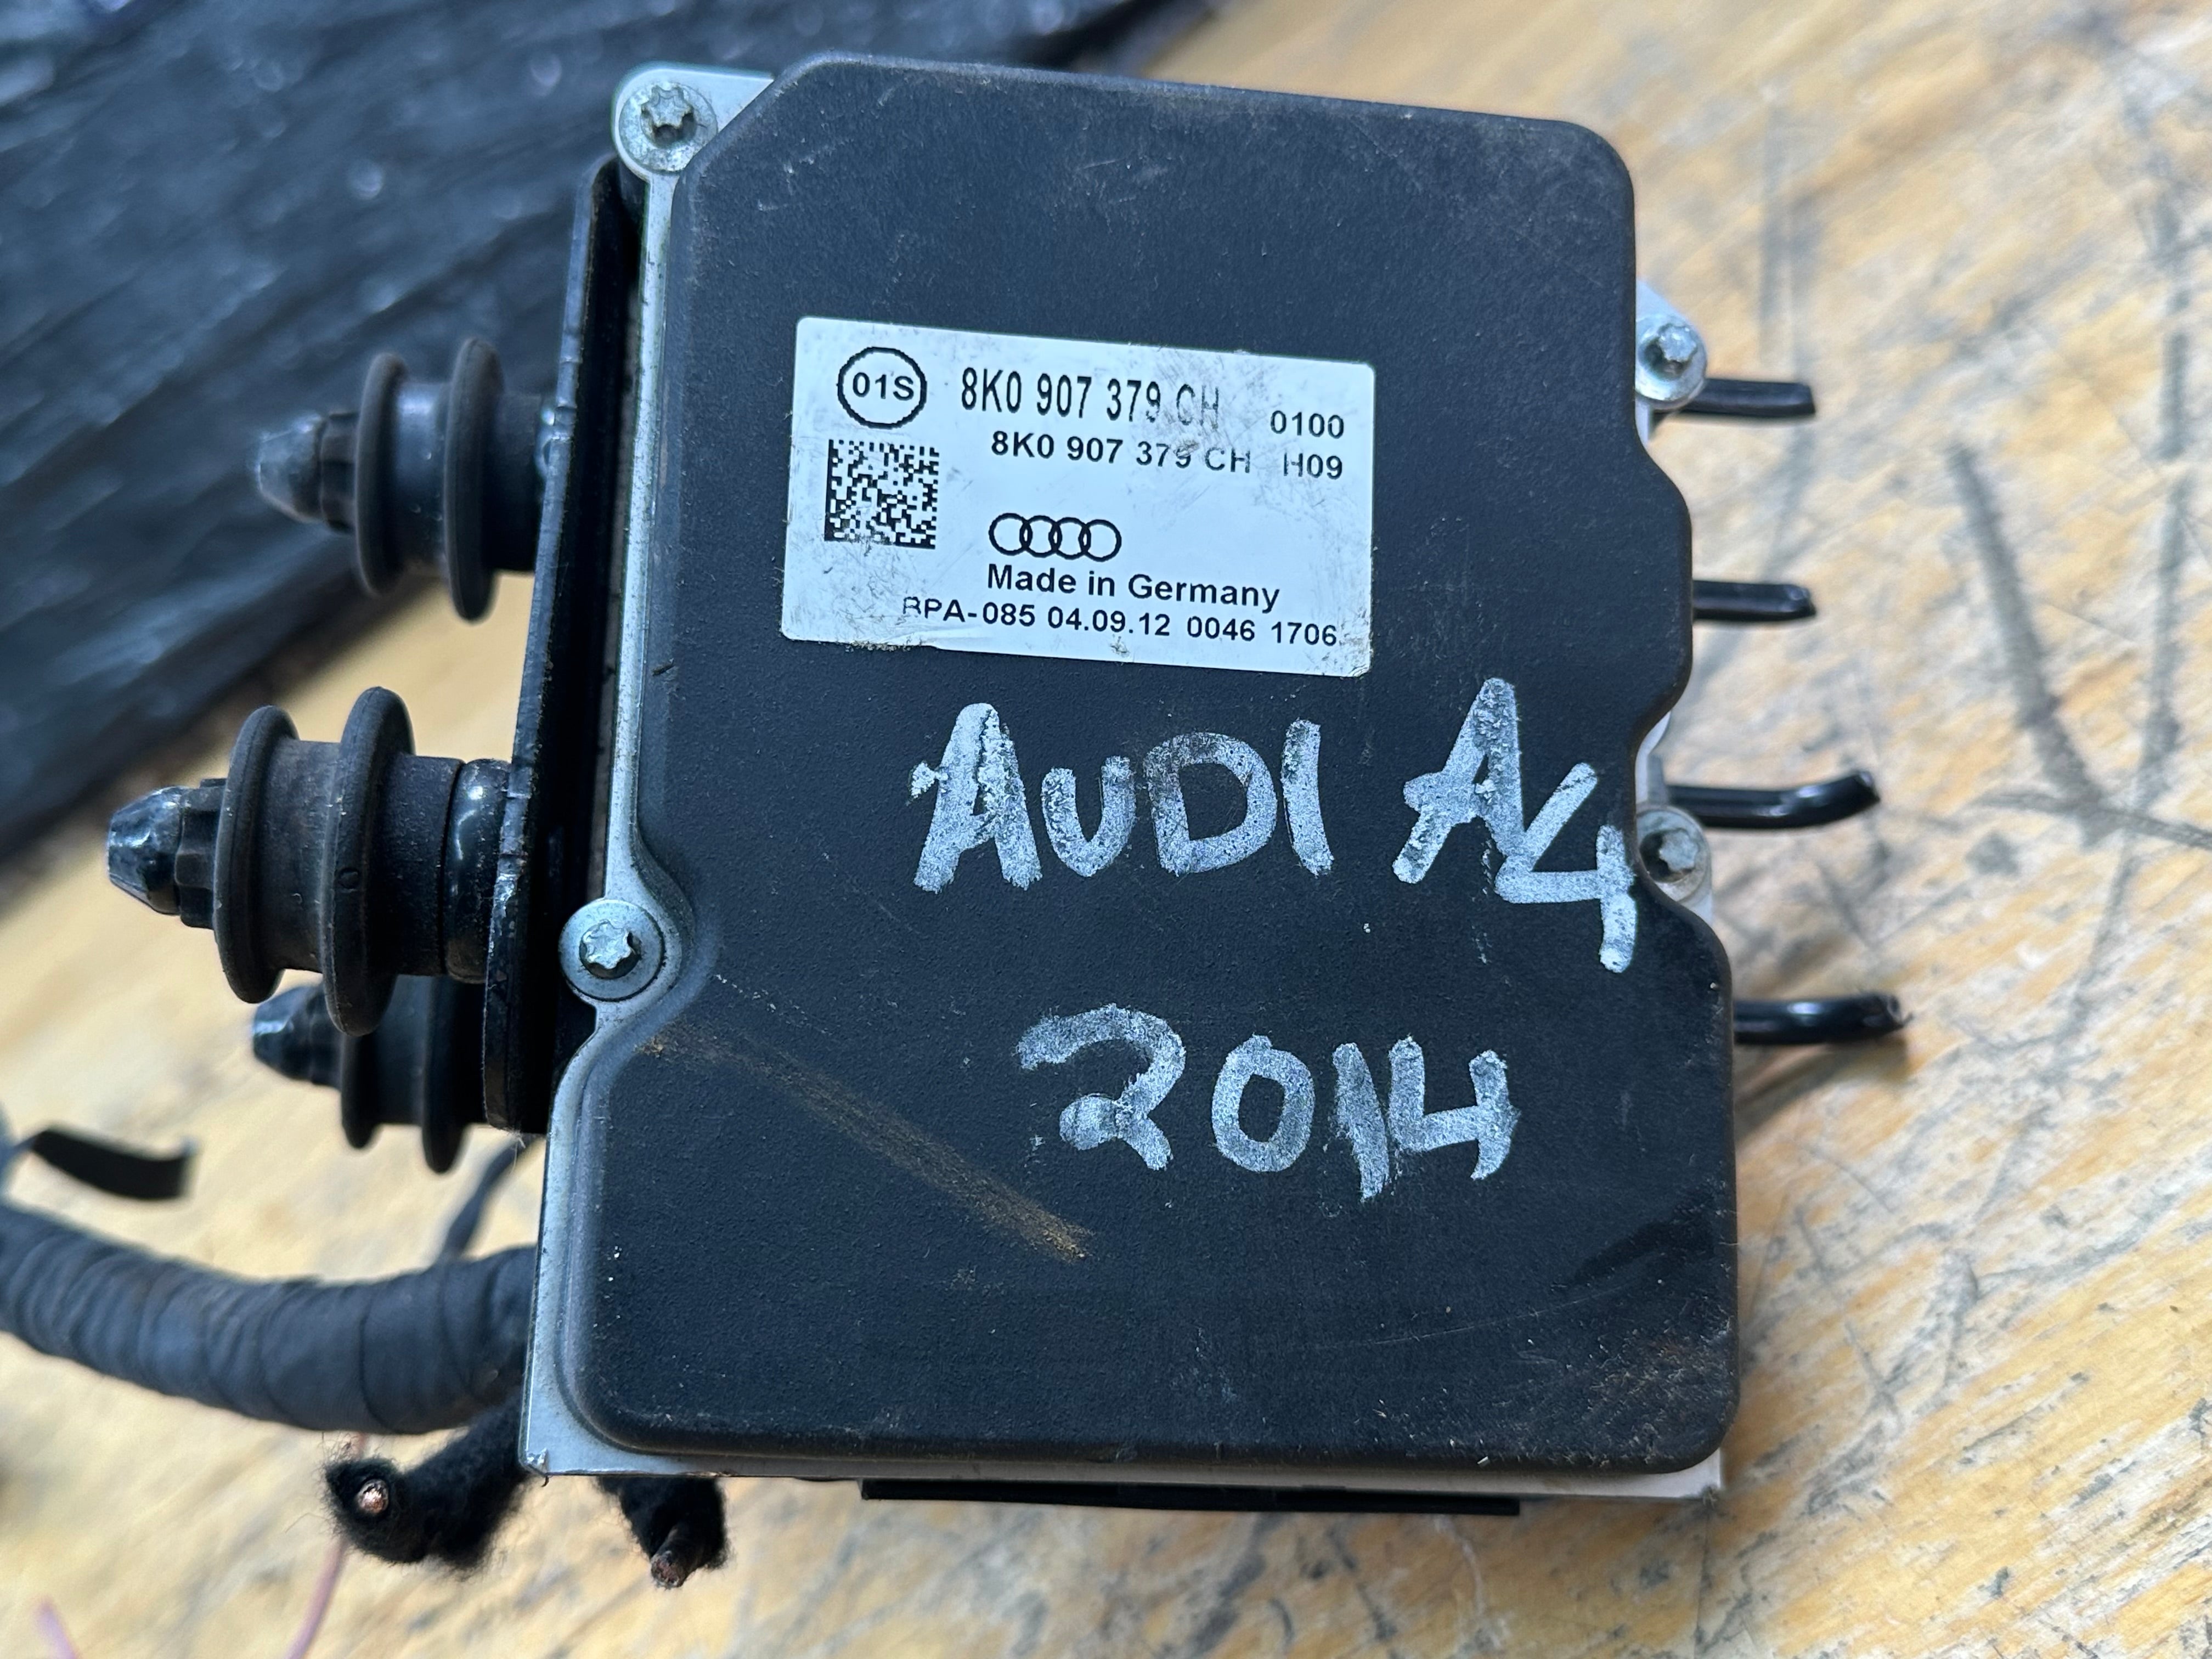 01S 8K0 907 379 CH 0100
8K0 907 379 CH H09
Made in Germany
BPA-085 04.09.12 0046 1706
AUDI A4
2014